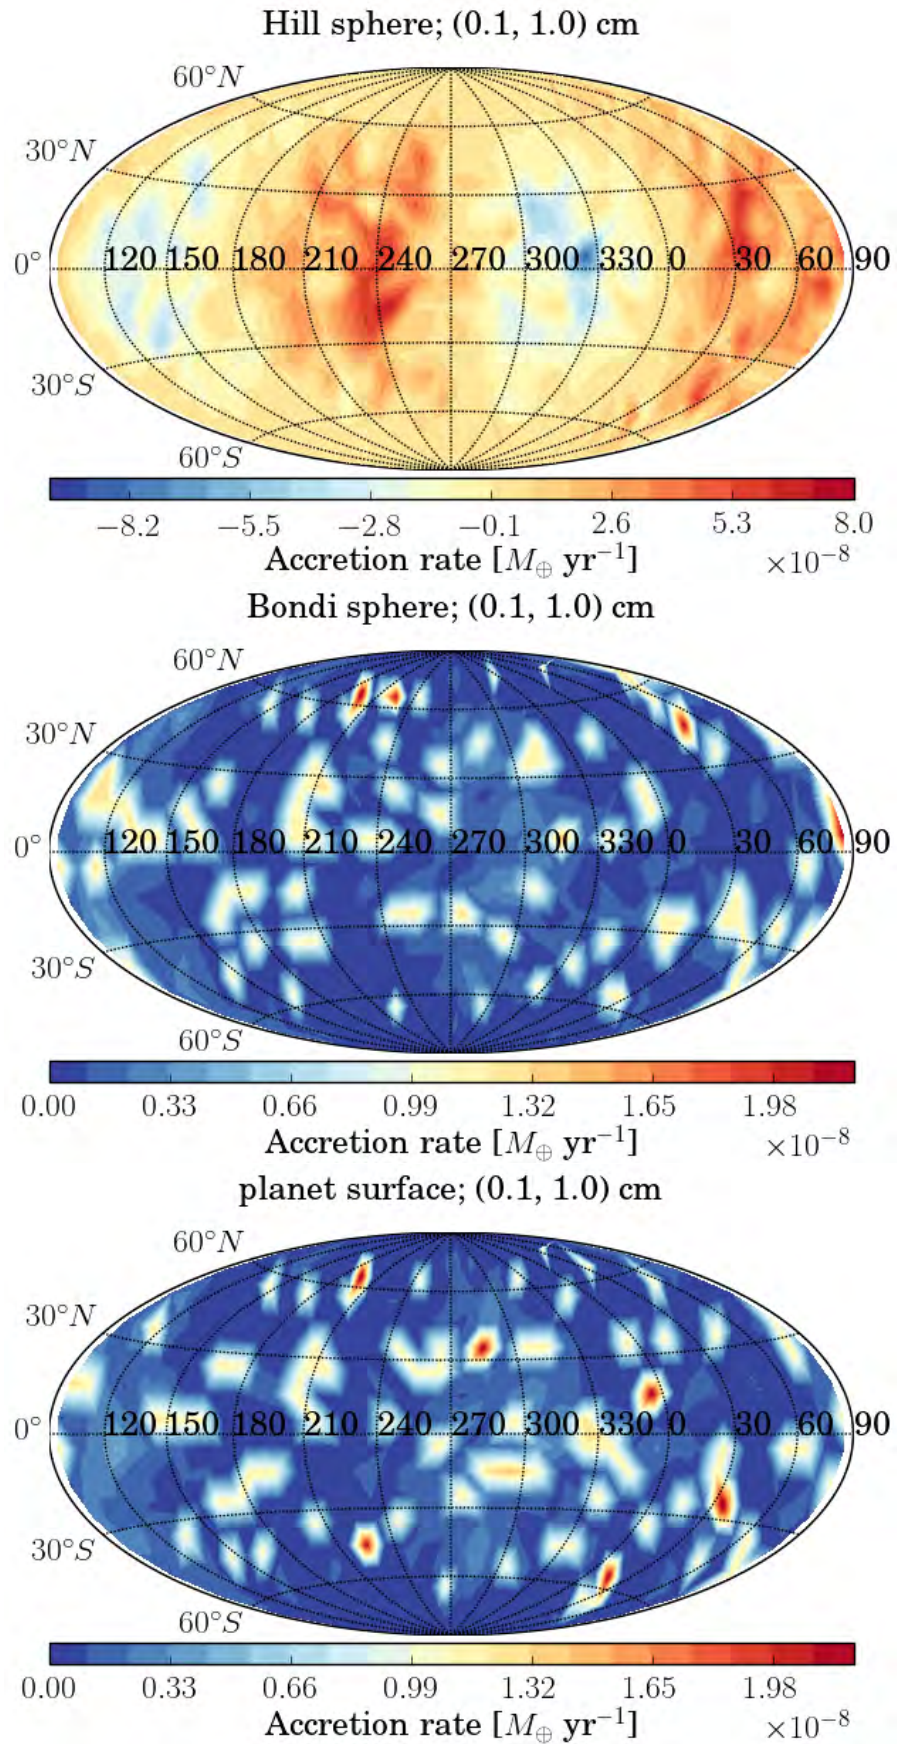 Hill sphere; (0.1, 1.0) cm
60°N
30°N
0° 120 150 180 210 240 270 300 330 0 30 60 90
30°S
60°S
−8.2 −5.5 −2.8 −0.1 2.6 5.3 8.0
Accretion rate [M⊕ yr⁻¹] ×10⁻⁸
Bondi sphere; (0.1, 1.0) cm
60°N
30°N
0° 120 150 180 210 240 270 300 330 0 30 60 90
30°S
60°S
0.00 0.33 0.66 0.99 1.32 1.65 1.98
Accretion rate [M⊕ yr⁻¹] ×10⁻⁸
planet surface; (0.1, 1.0) cm
60°N
30°N
0° 120 150 180 210 240 270 300 330 0 30 60 90
30°S
60°S
0.00 0.33 0.66 0.99 1.32 1.65 1.98
Accretion rate [M⊕ yr⁻¹] ×10⁻⁸